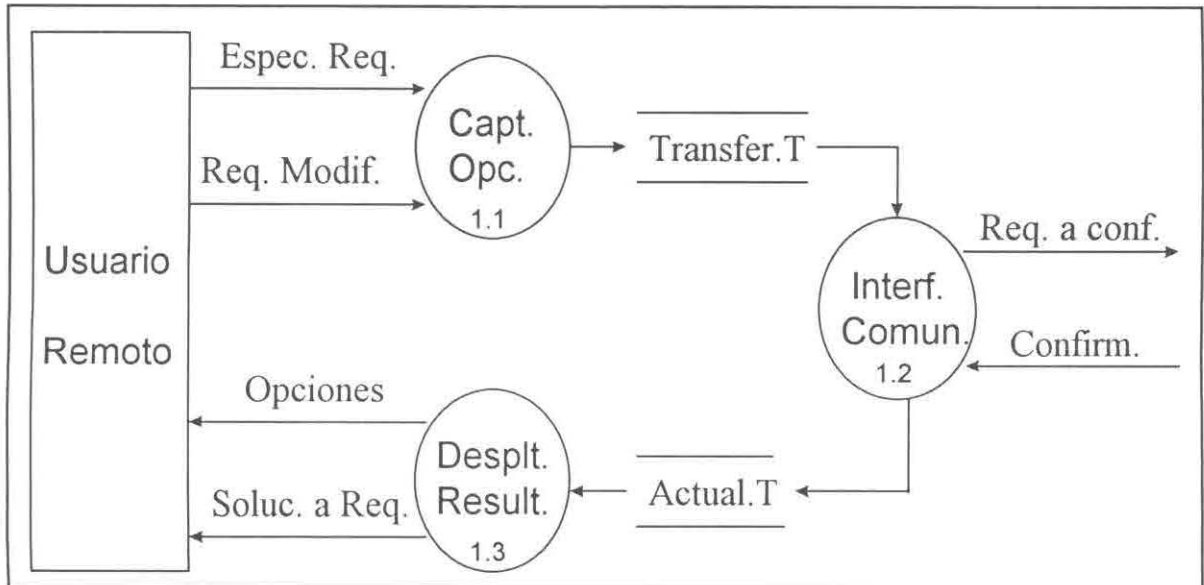 Usuario
Remoto
Espec. Req.
Req. Modif.
Capt.
Opc.
1.1
Transfer.T
Interf.
Comun.
1.2
Req. a conf.
Confirm.
Opciones
Soluc. a Req.
Desplt.
Result.
1.3
Actual.T